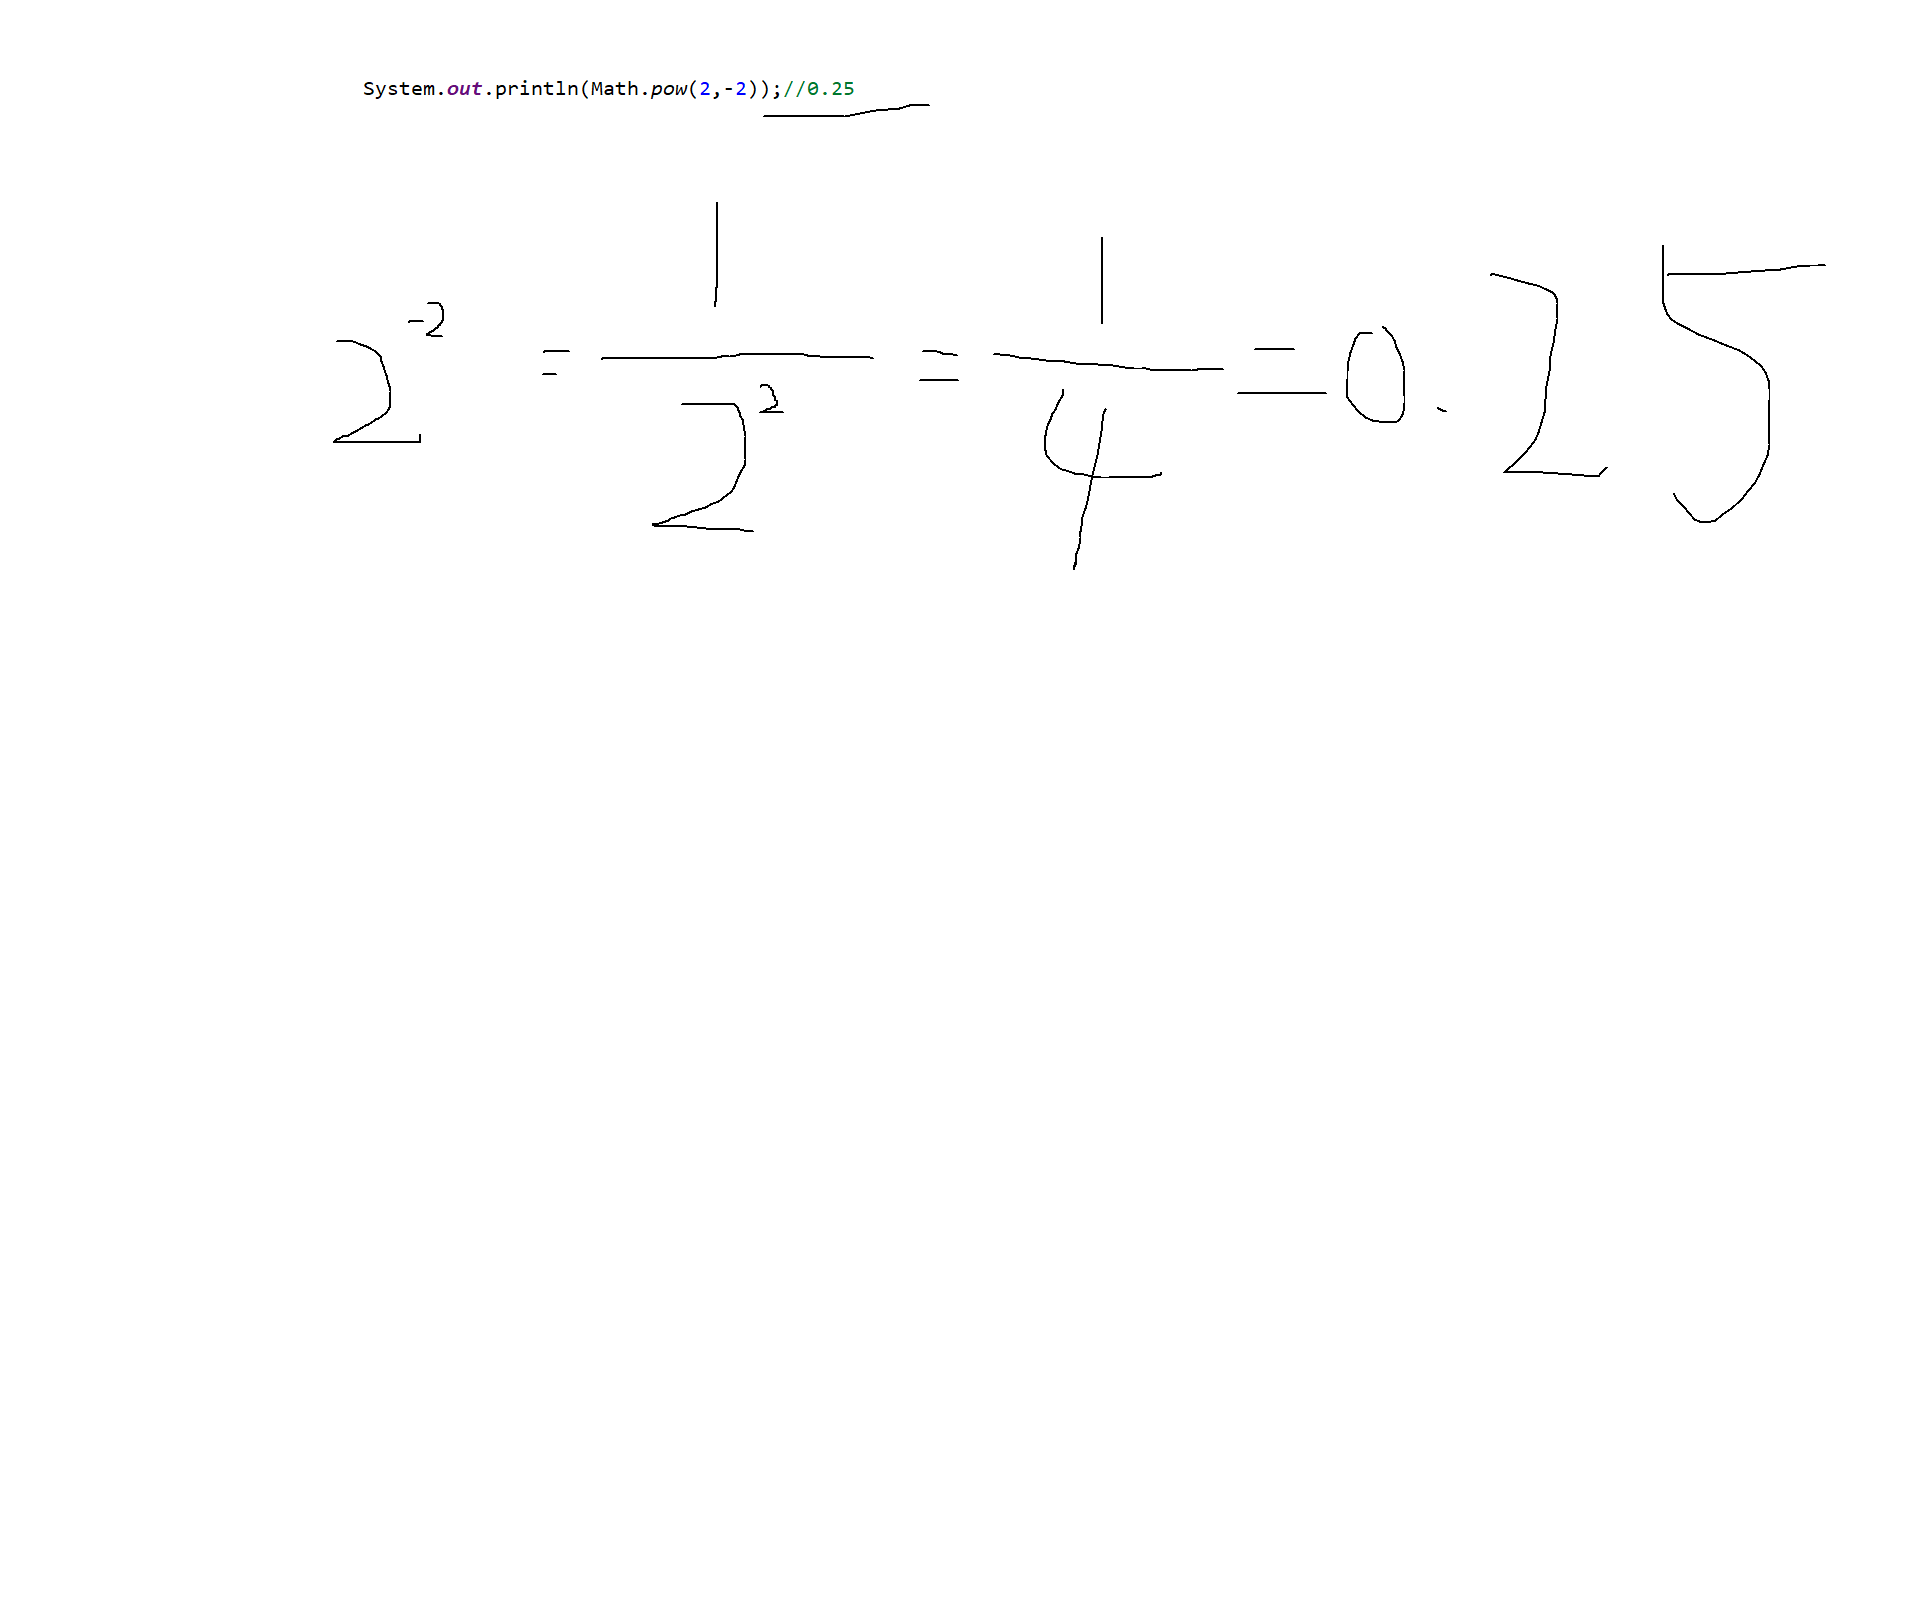 System.out.println(Math.pow(2,-2));//0.25
2^-2 = 1/2^2 = 1/4 = 0.25